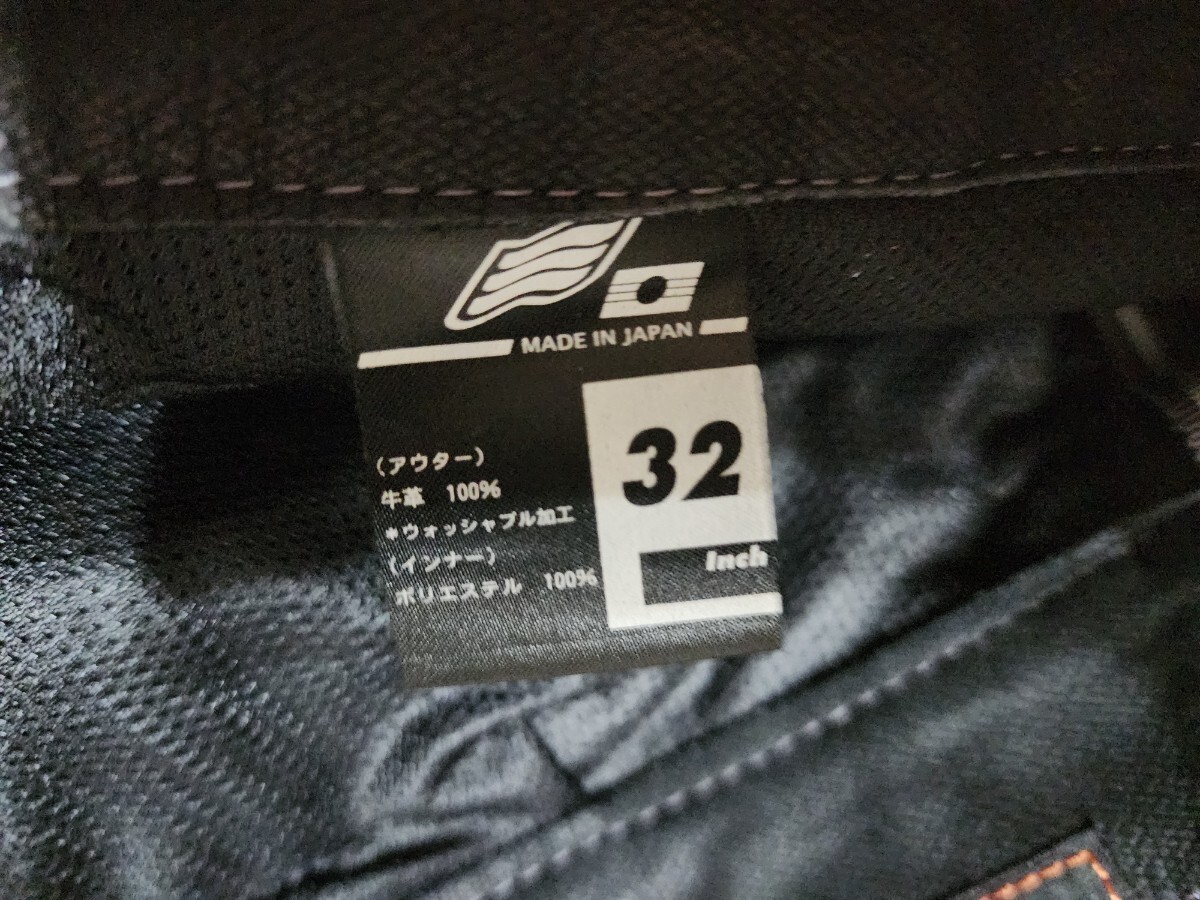 MADE IN JAPAN
32
Inch
(アウター)
牛革 100%
*ウォッシャブル加工
(インナー)
ポリエステル 100%